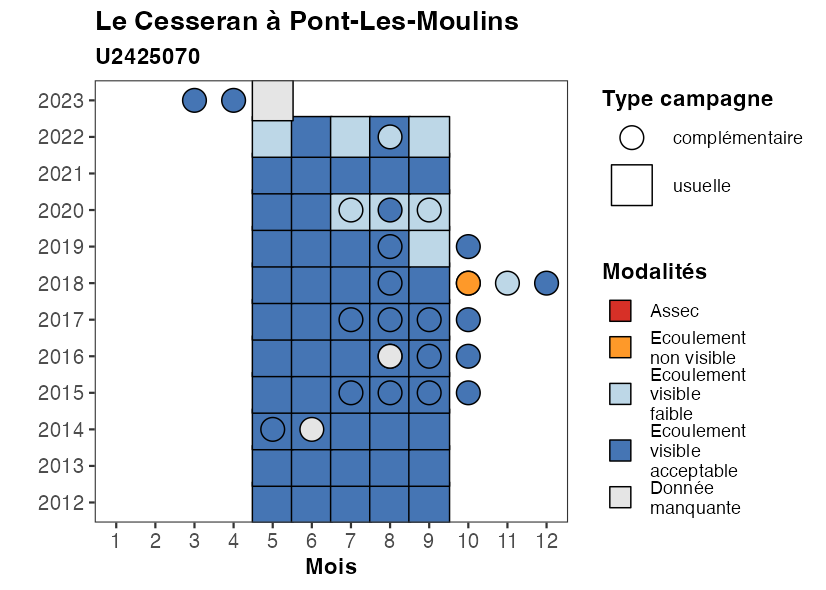 Le Cesseran à Pont-Les-Moulins
U2425070
2023
2022
2021
2020
2019
2018
2017
2016
2015
2014
2013
2012
1 2 3 4 5 6 7 8 9 10 11 12
Mois
Type campagne
complémentaire
usuelle
Modalités
Assec
Ecoulement
non visible
Ecoulement
visible
faible
Ecoulement
visible
acceptable
Donnée
manquante